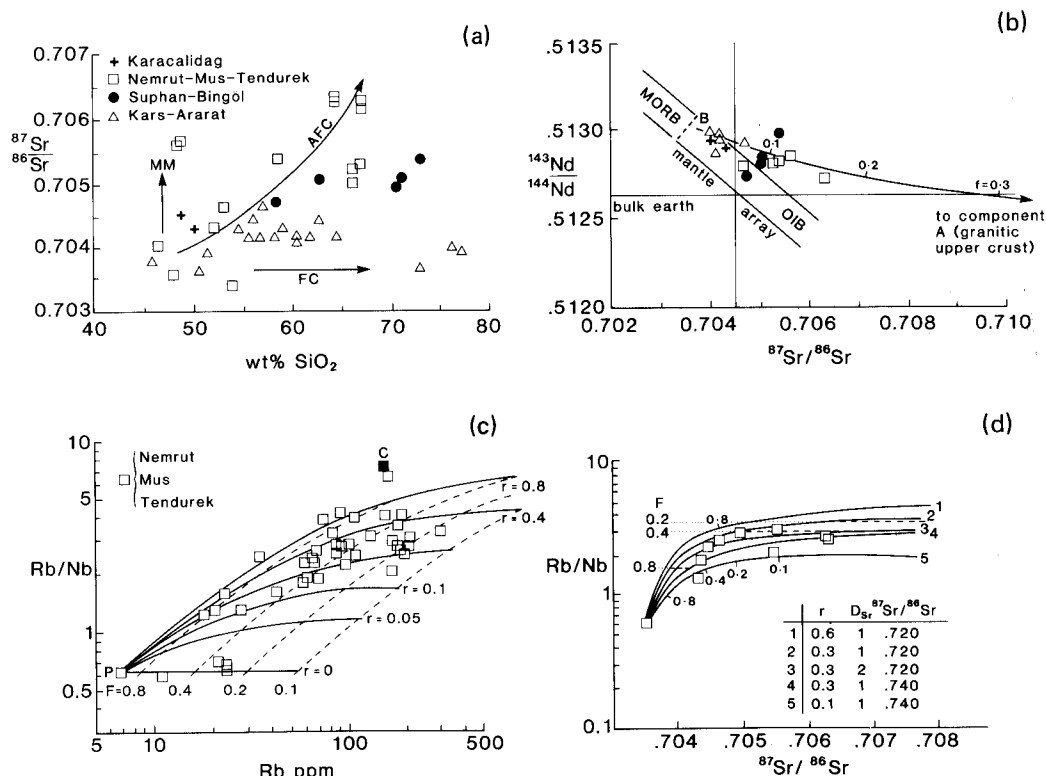 (a)
0.707
0.706
0.705
0.704
0.703
87Sr
86Sr
+ Karacalidag
□ Nemrut-Mus-Tendurek
● Suphan-Bingöl
△ Kars-Ararat
MM
AFC
FC
40 50 60 70 80
wt% SiO2
(b)
.5135
.5130
.5125
.5120
143Nd
144Nd
MORB
B
mantle
array
OIB
bulk earth
0.1
0.2
f=0.3
to component
A (granitic
upper crust)
0.702 0.704 0.706 0.708 0.710
87Sr/86Sr
(c)
10
5
Rb/Nb
1
0.5
Nemrut
□ Mus
Tendurek
C
r=0.8
r=0.4
r=0.1
r=0.05
r=0
P
F=0.8 0.4 0.2 0.1
5 10 100 500
Rb ppm
(d)
10
Rb/Nb
1
0.1
F
0.2
0.4
0.8
0.8
0.4
0.2
0.1
0.8
1
2
3
4
5
r DSr 87Sr/86Sr
1 0.6 1 .720
2 0.3 1 .720
3 0.3 2 .720
4 0.3 1 .740
5 0.1 1 .740
.704 .705 .706 .707 .708
87Sr/86Sr